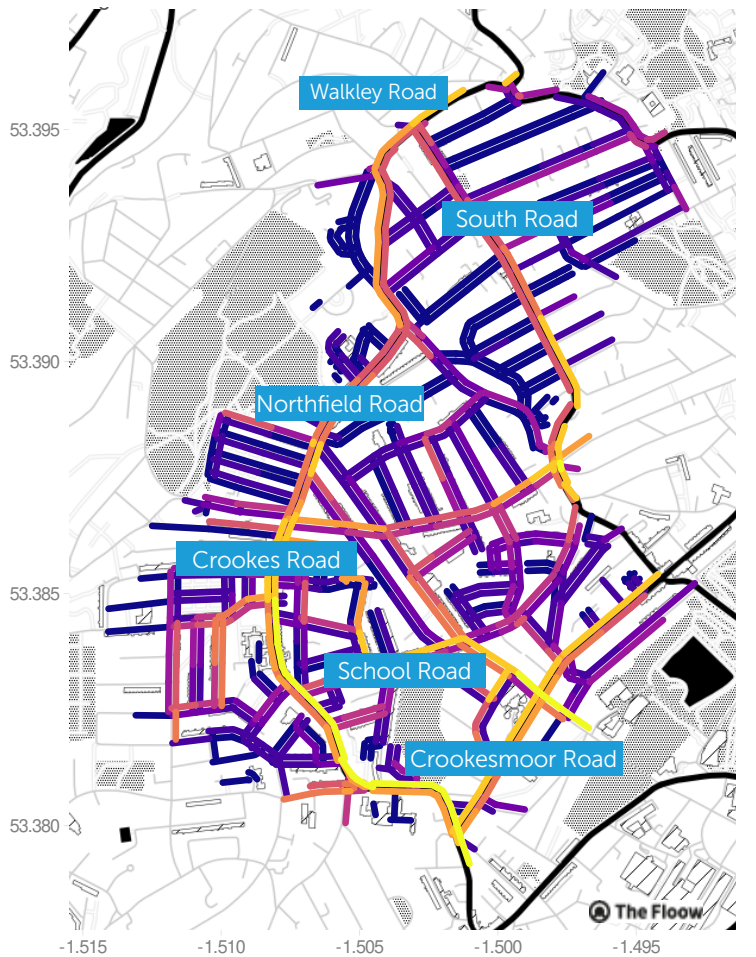 Walkley Road
53.395
South Road
53.390
Northfield Road
Crookes Road
53.385
School Road
Crookesmoor Road
53.380
The Floow
-1.515 -1.510 -1.505 -1.500 -1.495